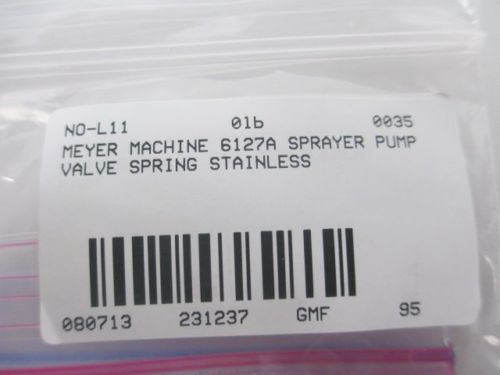 NO-L11 01b 0035
MEYER MACHINE 6127A SPRAYER PUMP
VALVE SPRING STAINLESS
080713 231237 GMF 95